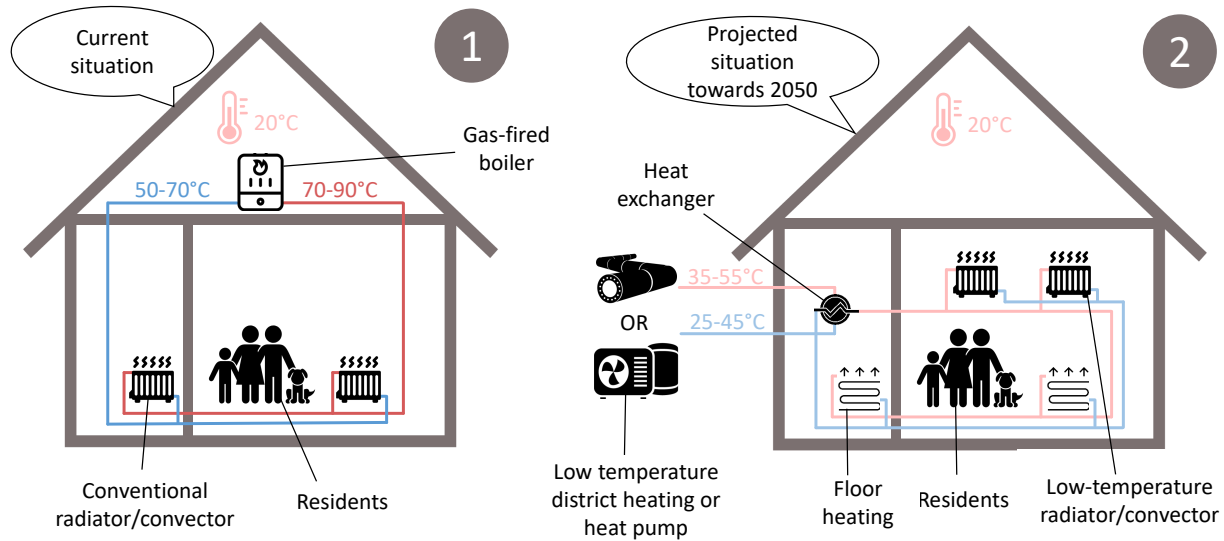 Current
situation
1
20°C
Gas-fired
boiler
50-70°C
70-90°C
Conventional
radiator/convector
Residents
Projected
situation
towards 2050
2
20°C
Heat
exchanger
35-55°C
OR
25-45°C
Low temperature
district heating or
heat pump
Floor
heating
Residents
Low-temperature
radiator/convector